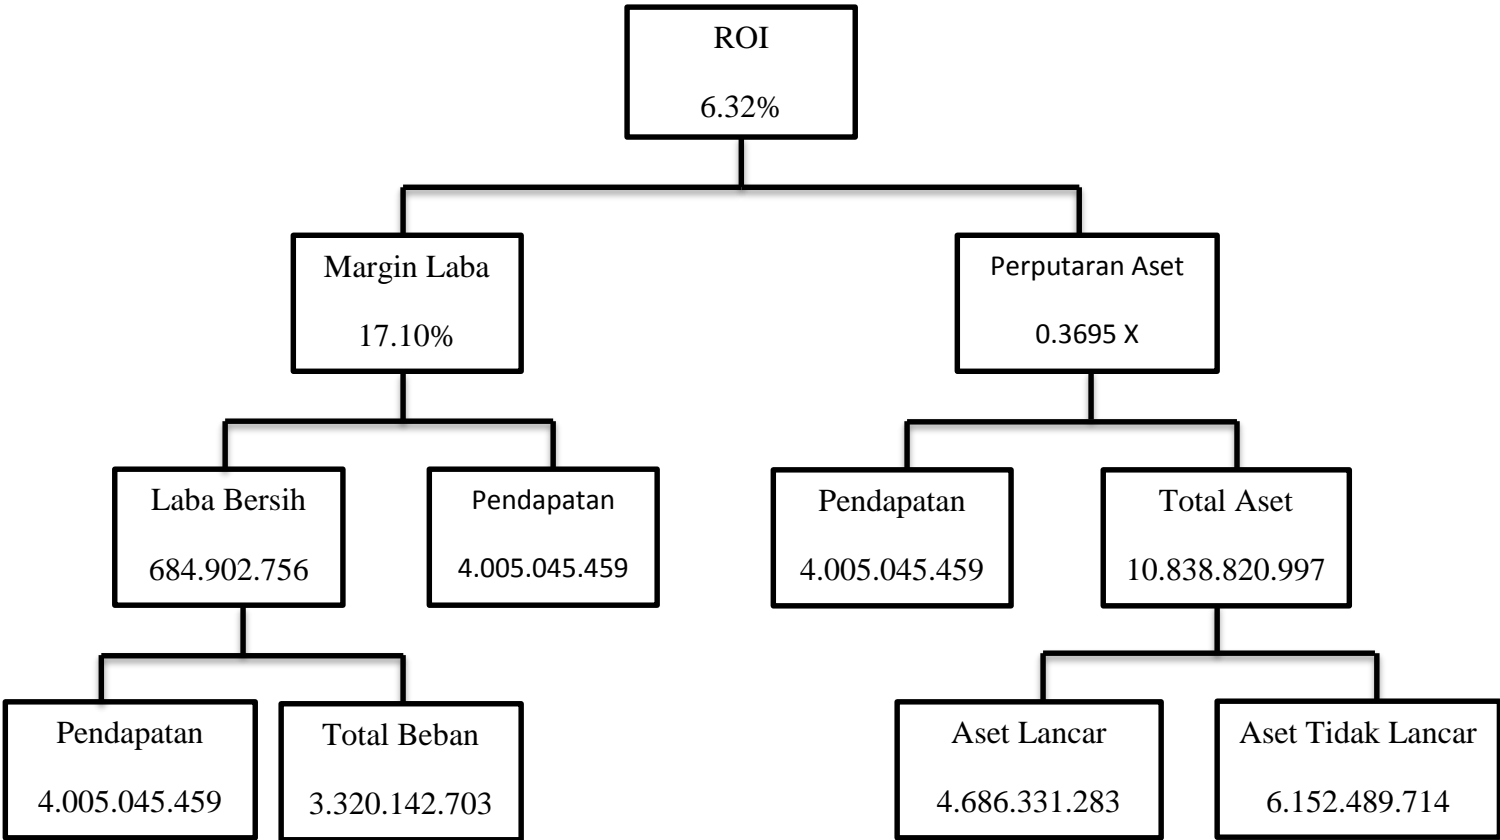 ROI
6.32%
Margin Laba
17.10%
Perputaran Aset
0.3695 X
Laba Bersih
684.902.756
Pendapatan
4.005.045.459
Pendapatan
4.005.045.459
Total Aset
10.838.820.997
Pendapatan
4.005.045.459
Total Beban
3.320.142.703
Aset Lancar
4.686.331.283
Aset Tidak Lancar
6.152.489.714